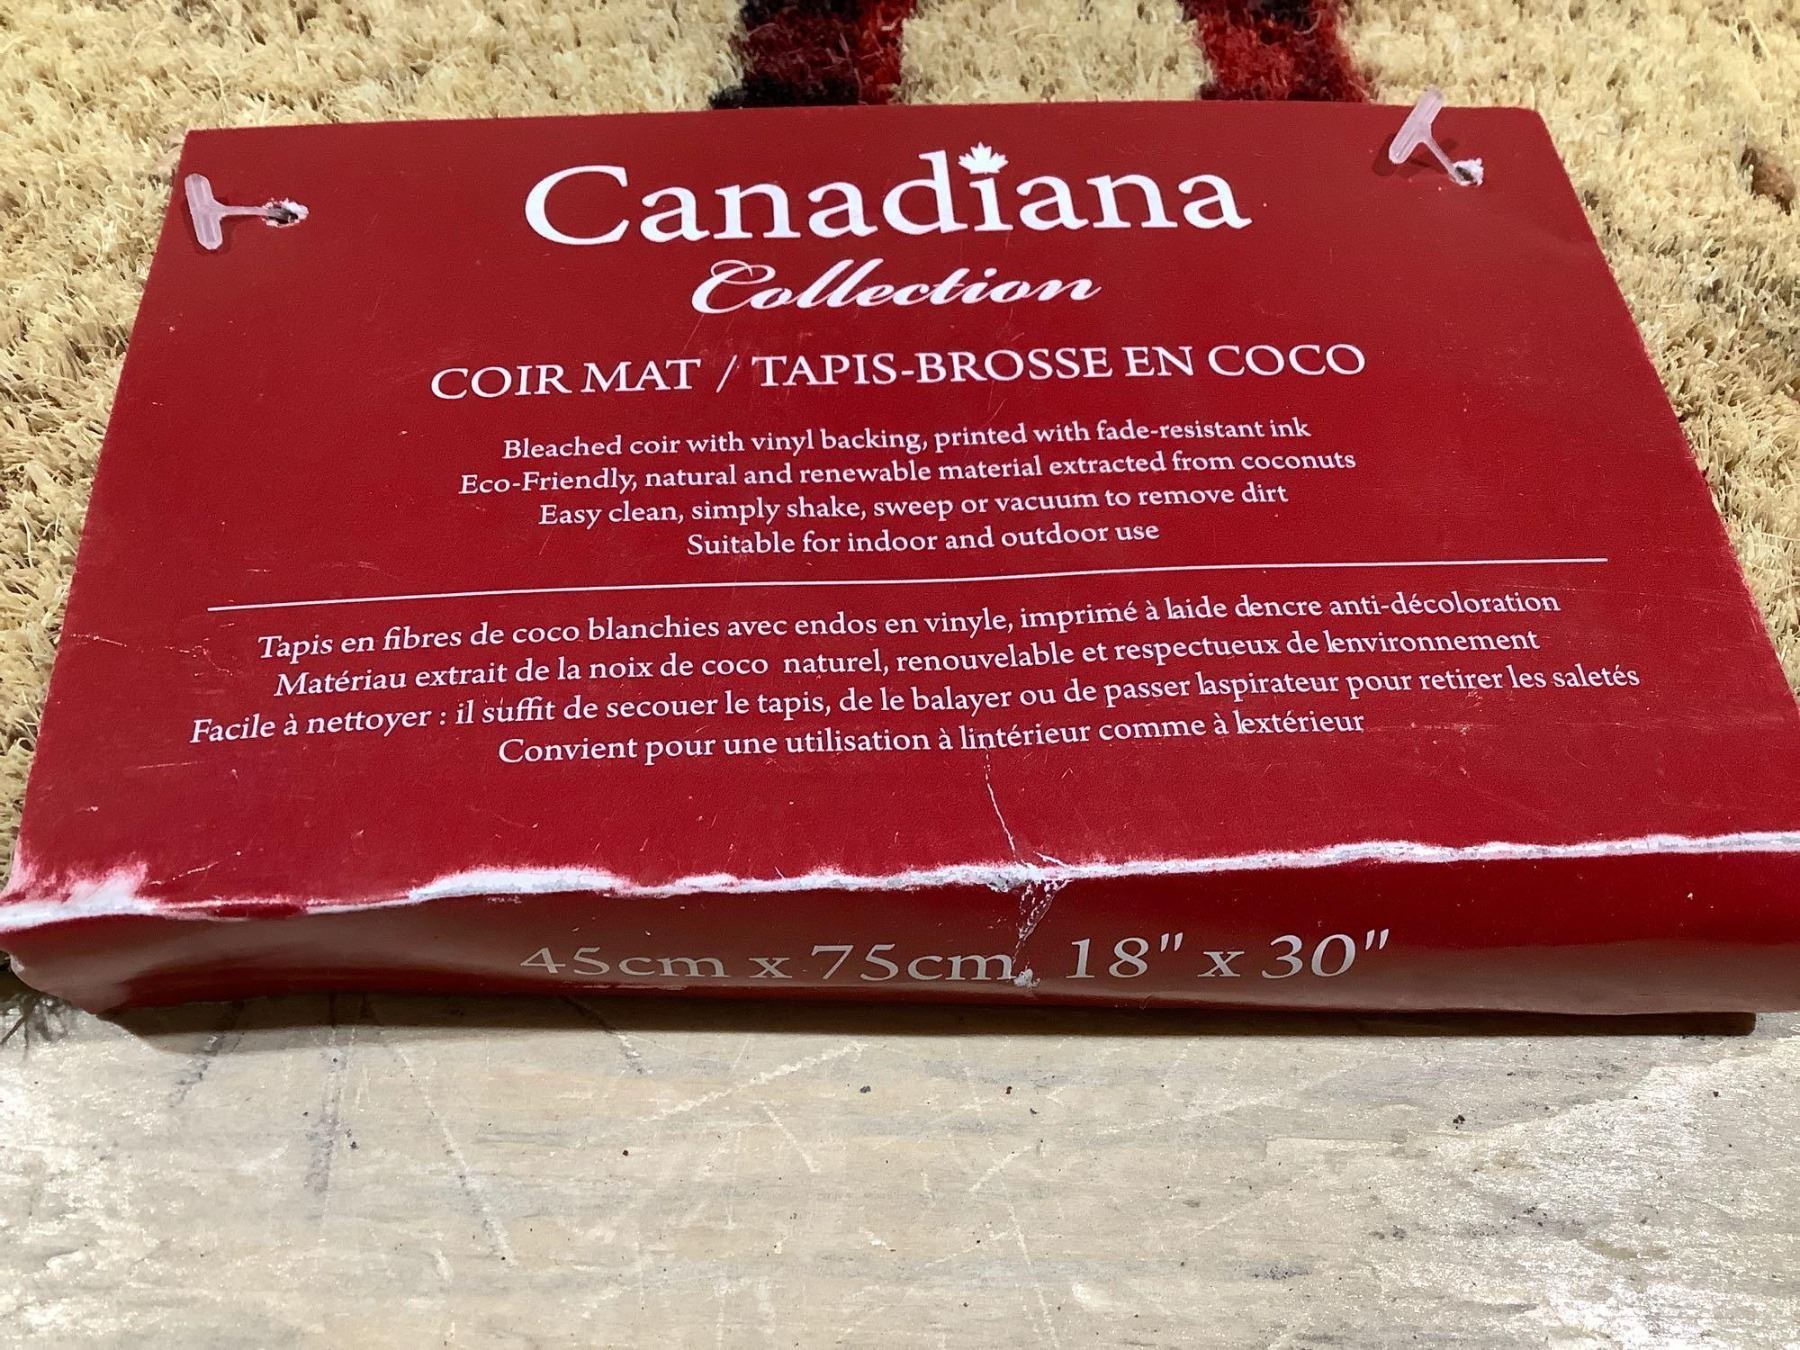 Canadiana
Collection
COIR MAT / TAPIS-BROSSE EN COCO
Bleached coir with vinyl backing, printed with fade-resistant ink
Eco-Friendly, natural and renewable material extracted from coconuts
Easy clean, simply shake, sweep or vacuum to remove dirt
Suitable for indoor and outdoor use
Tapis en fibres de coco blanchies avec endos en vinyle, imprimé à laide dencre anti-décoloration
Matériau extrait de la noix de coco naturel, renouvelable et respectueux de lenvironnement
Facile à nettoyer : il suffit de secouer le tapis, de le balayer ou de passer laspirateur pour retirer les saletés
Convient pour une utilisation à lintérieur comme à lextérieur
45cm x 75cm, 18" x 30"